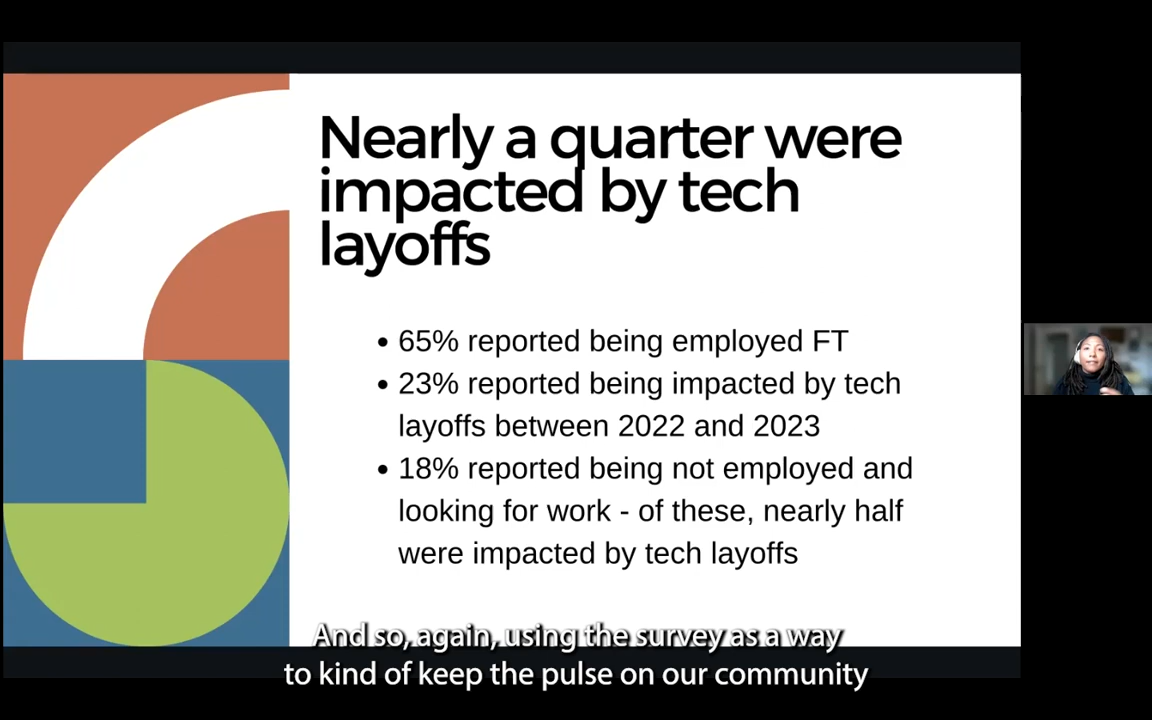 Nearly a quarter were
impacted by tech
layoffs
• 65% reported being employed FT
• 23% reported being impacted by tech
layoffs between 2022 and 2023
• 18% reported being not employed and
looking for work - of these, nearly half
were impacted by tech layoffs
And so, again, using the survey as a way
to kind of keep the pulse on our community